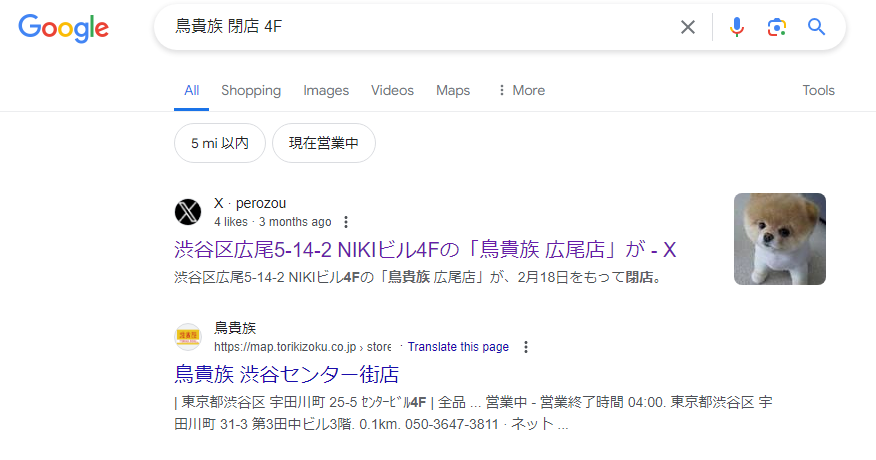 Google
鳥貴族 閉店 4F
All Shopping Images Videos Maps More Tools
5 mi 以内 現在営業中
X · perozou
4 likes · 3 months ago
渋谷区広尾5-14-2 NIKIビル4Fの「鳥貴族 広尾店」が - X
渋谷区広尾5-14-2 NIKIビル4Fの「鳥貴族 広尾店」が、2月18日をもって閉店。
鳥貴族
https://map.torikizoku.co.jp › store · Translate this page
鳥貴族 渋谷センター街店
| 東京都渋谷区 宇田川町 25-5 ｾﾝﾀｰﾋﾞﾙ4F | 全品 ... 営業中 - 営業終了時間 04:00. 東京都渋谷区 宇
田川町 31-3 第3田中ビル3階. 0.1km. 050-3647-3811 · ネット ...